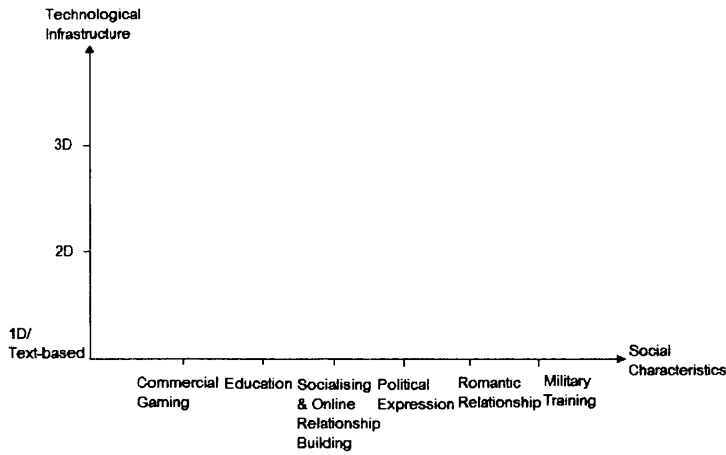 Technological
Infrastructure
3D
2D
1D/
Text-based
Social
Characteristics
Commercial
Gaming
Education
Socialising
& Online
Relationship
Building
Political
Expression
Romantic
Relationship
Military
Training